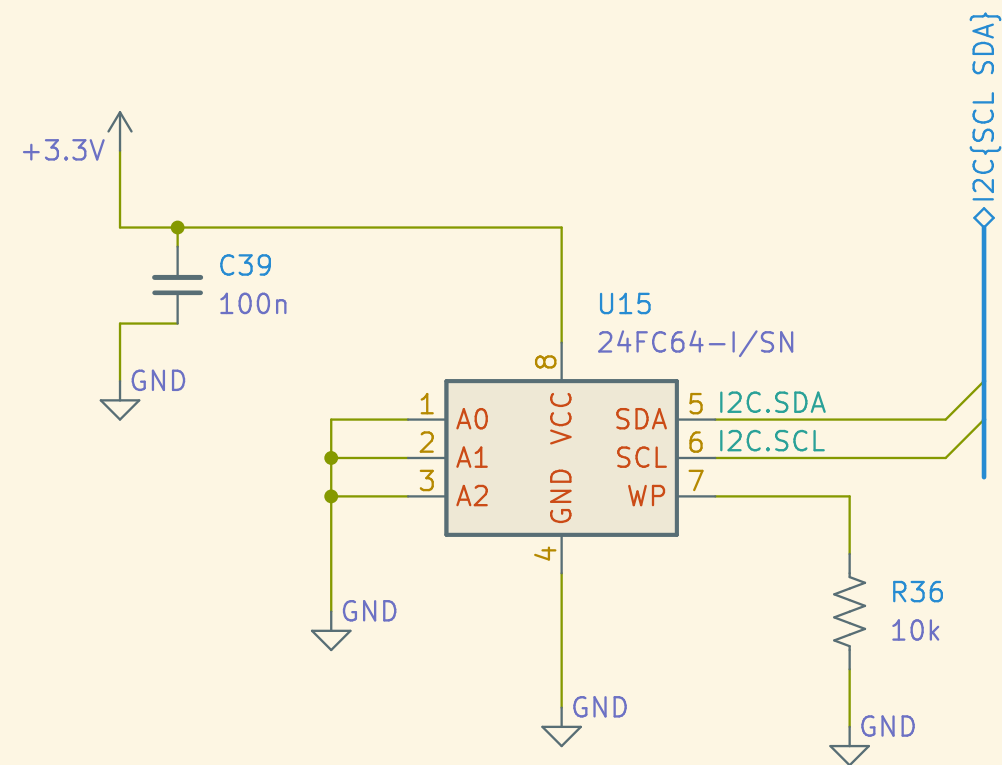 I2C{SCL SDA}
+3.3V
C39
100n
GND
U15
24FC64-I/SN
8
1
2
3
A0
A1
A2
VCC
GND
SDA
SCL
WP
5
6
7
I2C.SDA
I2C.SCL
4
GND
GND
R36
10k
GND